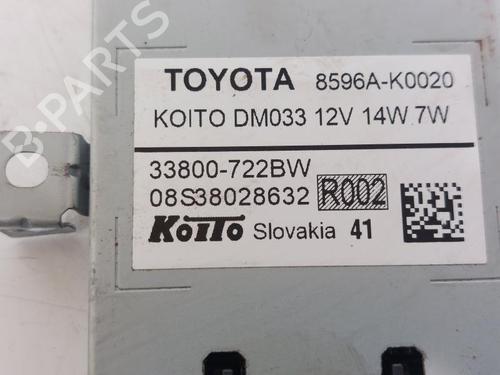 TOYOTA 8596A-K0020
KOITO DM033 12V 14W 7W
33800-722BW
08S38028632 R002
KOITO Slovakia 41
B-PARTS